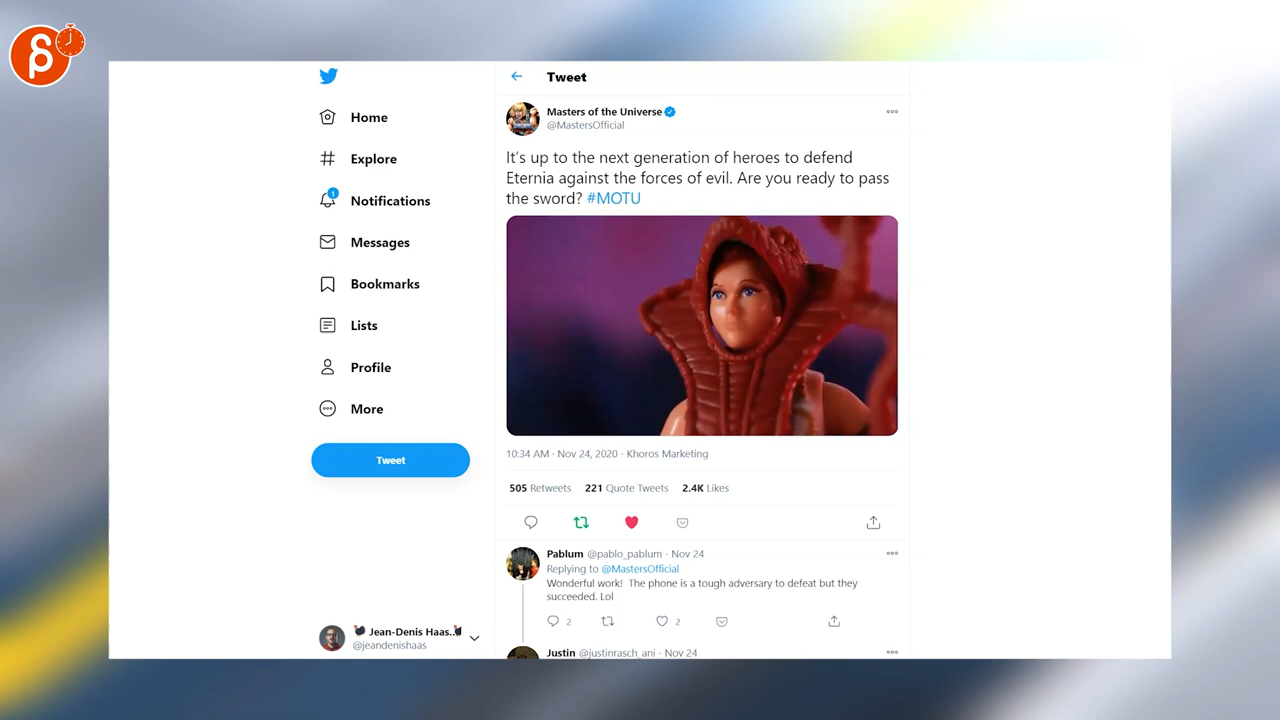 Tweet
Masters of the Universe
@MastersOfficial
Home
Explore
1
Notifications
Messages
Bookmarks
Lists
Profile
More
Tweet
Jean-Denis Haas..
@jeandenishaas
It's up to the next generation of heroes to defend
Eternia against the forces of evil. Are you ready to pass
the sword? #MOTU
10:34 AM · Nov 24, 2020 · Khoros Marketing
505 Retweets 221 Quote Tweets 2.4K Likes
Pablum @pablo_pablum · Nov 24
Replying to @MastersOfficial
Wonderful work! The phone is a tough adversary to defeat but they
succeeded. Lol
2 2
Justin @justinrasch_ani · Nov 24